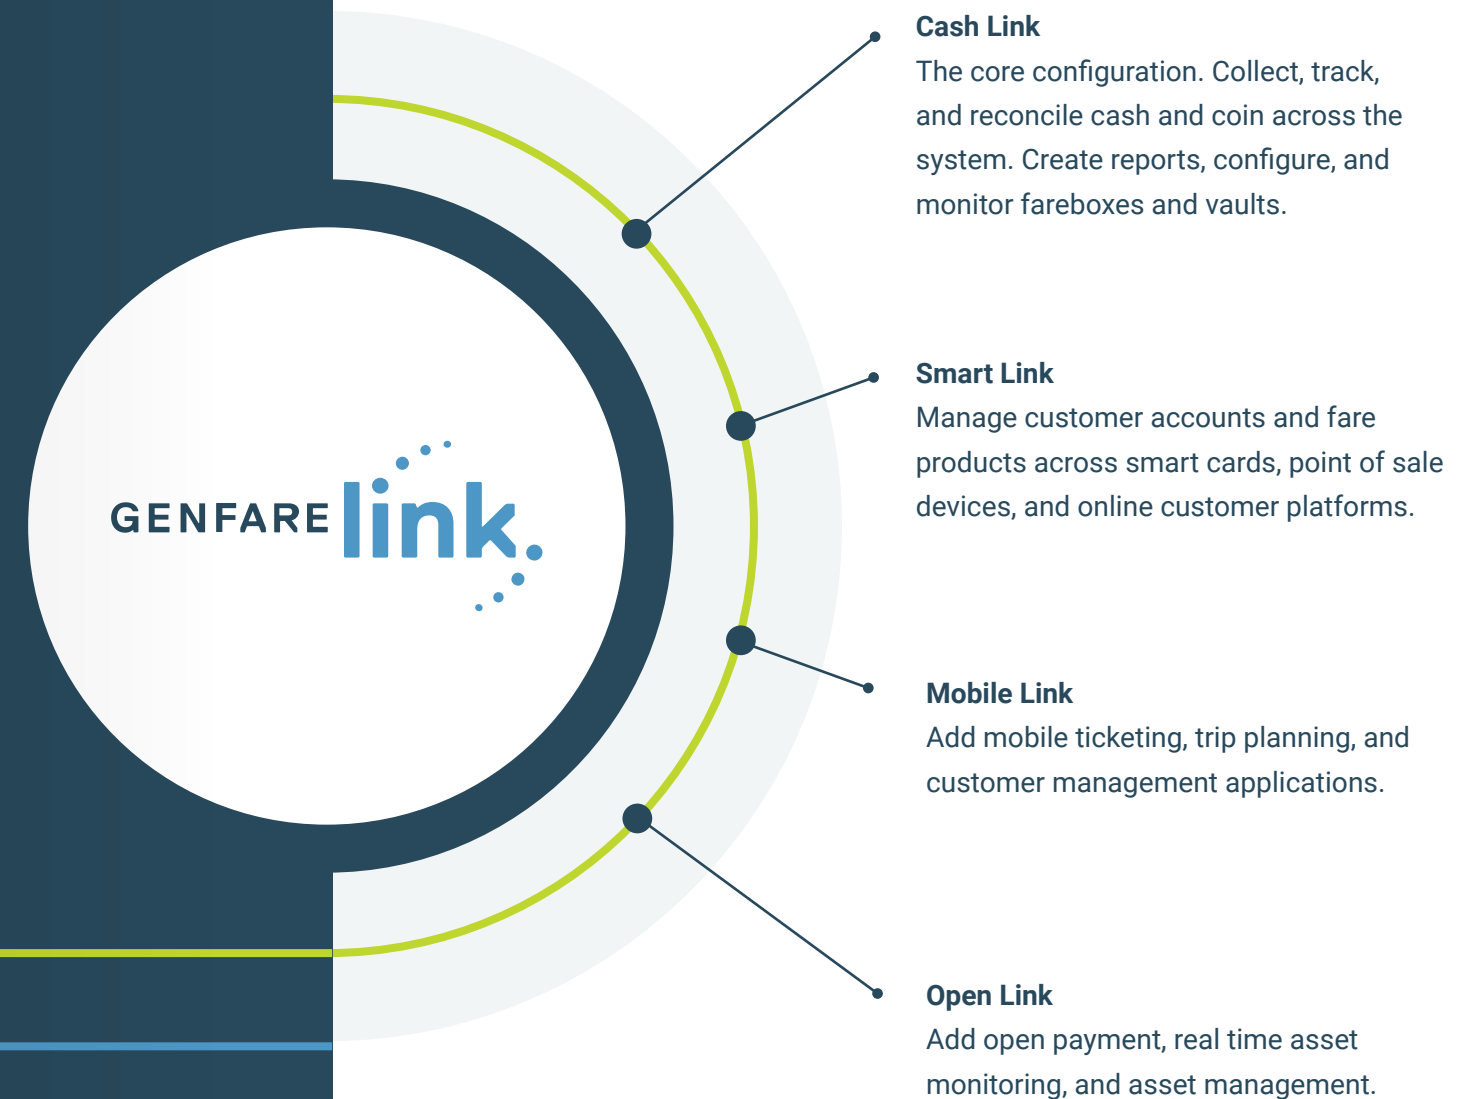 GENFARE link
Cash Link
The core configuration. Collect, track,
and reconcile cash and coin across the
system. Create reports, configure, and
monitor fareboxes and vaults.
Smart Link
Manage customer accounts and fare
products across smart cards, point of sale
devices, and online customer platforms.
Mobile Link
Add mobile ticketing, trip planning, and
customer management applications.
Open Link
Add open payment, real time asset
monitoring, and asset management.